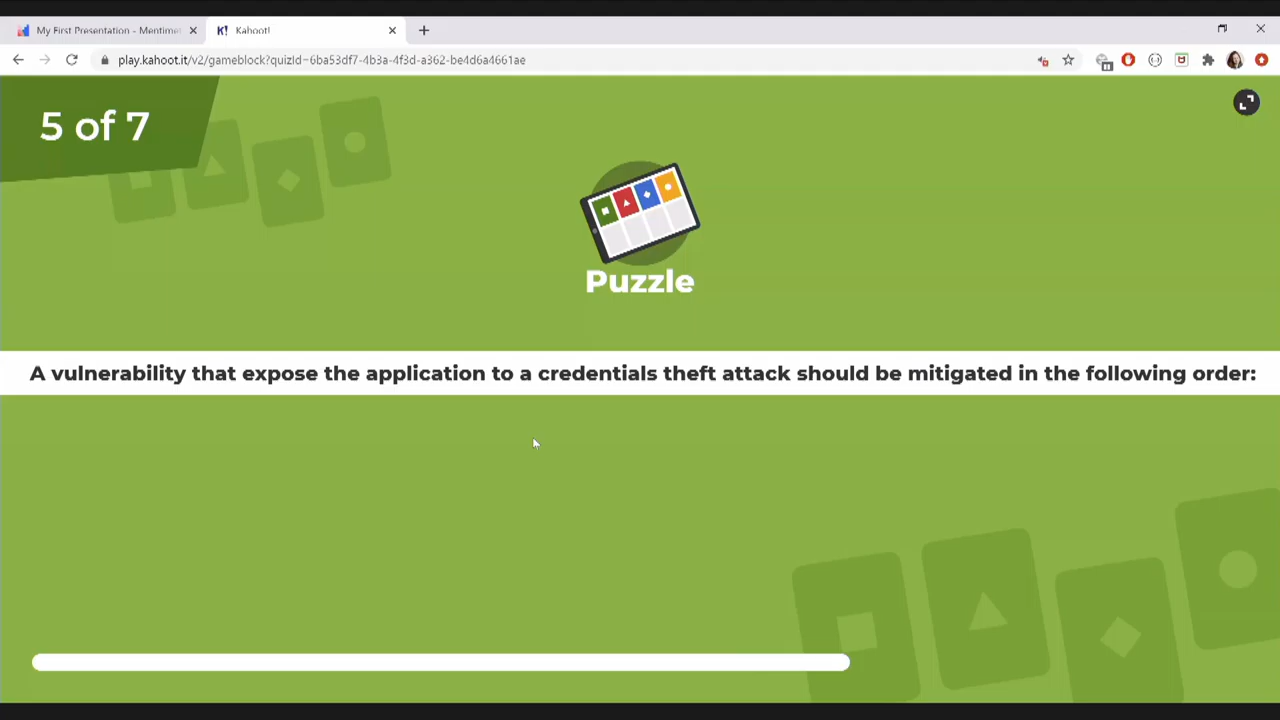 My First Presentation - Mentimet
K! Kahoot!
play.kahoot.it/v2/gameblock?quizId=6ba53df7-4b3a-4f3d-a362-be4d6a4661ae
5 of 7
Puzzle
A vulnerability that expose the application to a credentials theft attack should be mitigated in the following order: